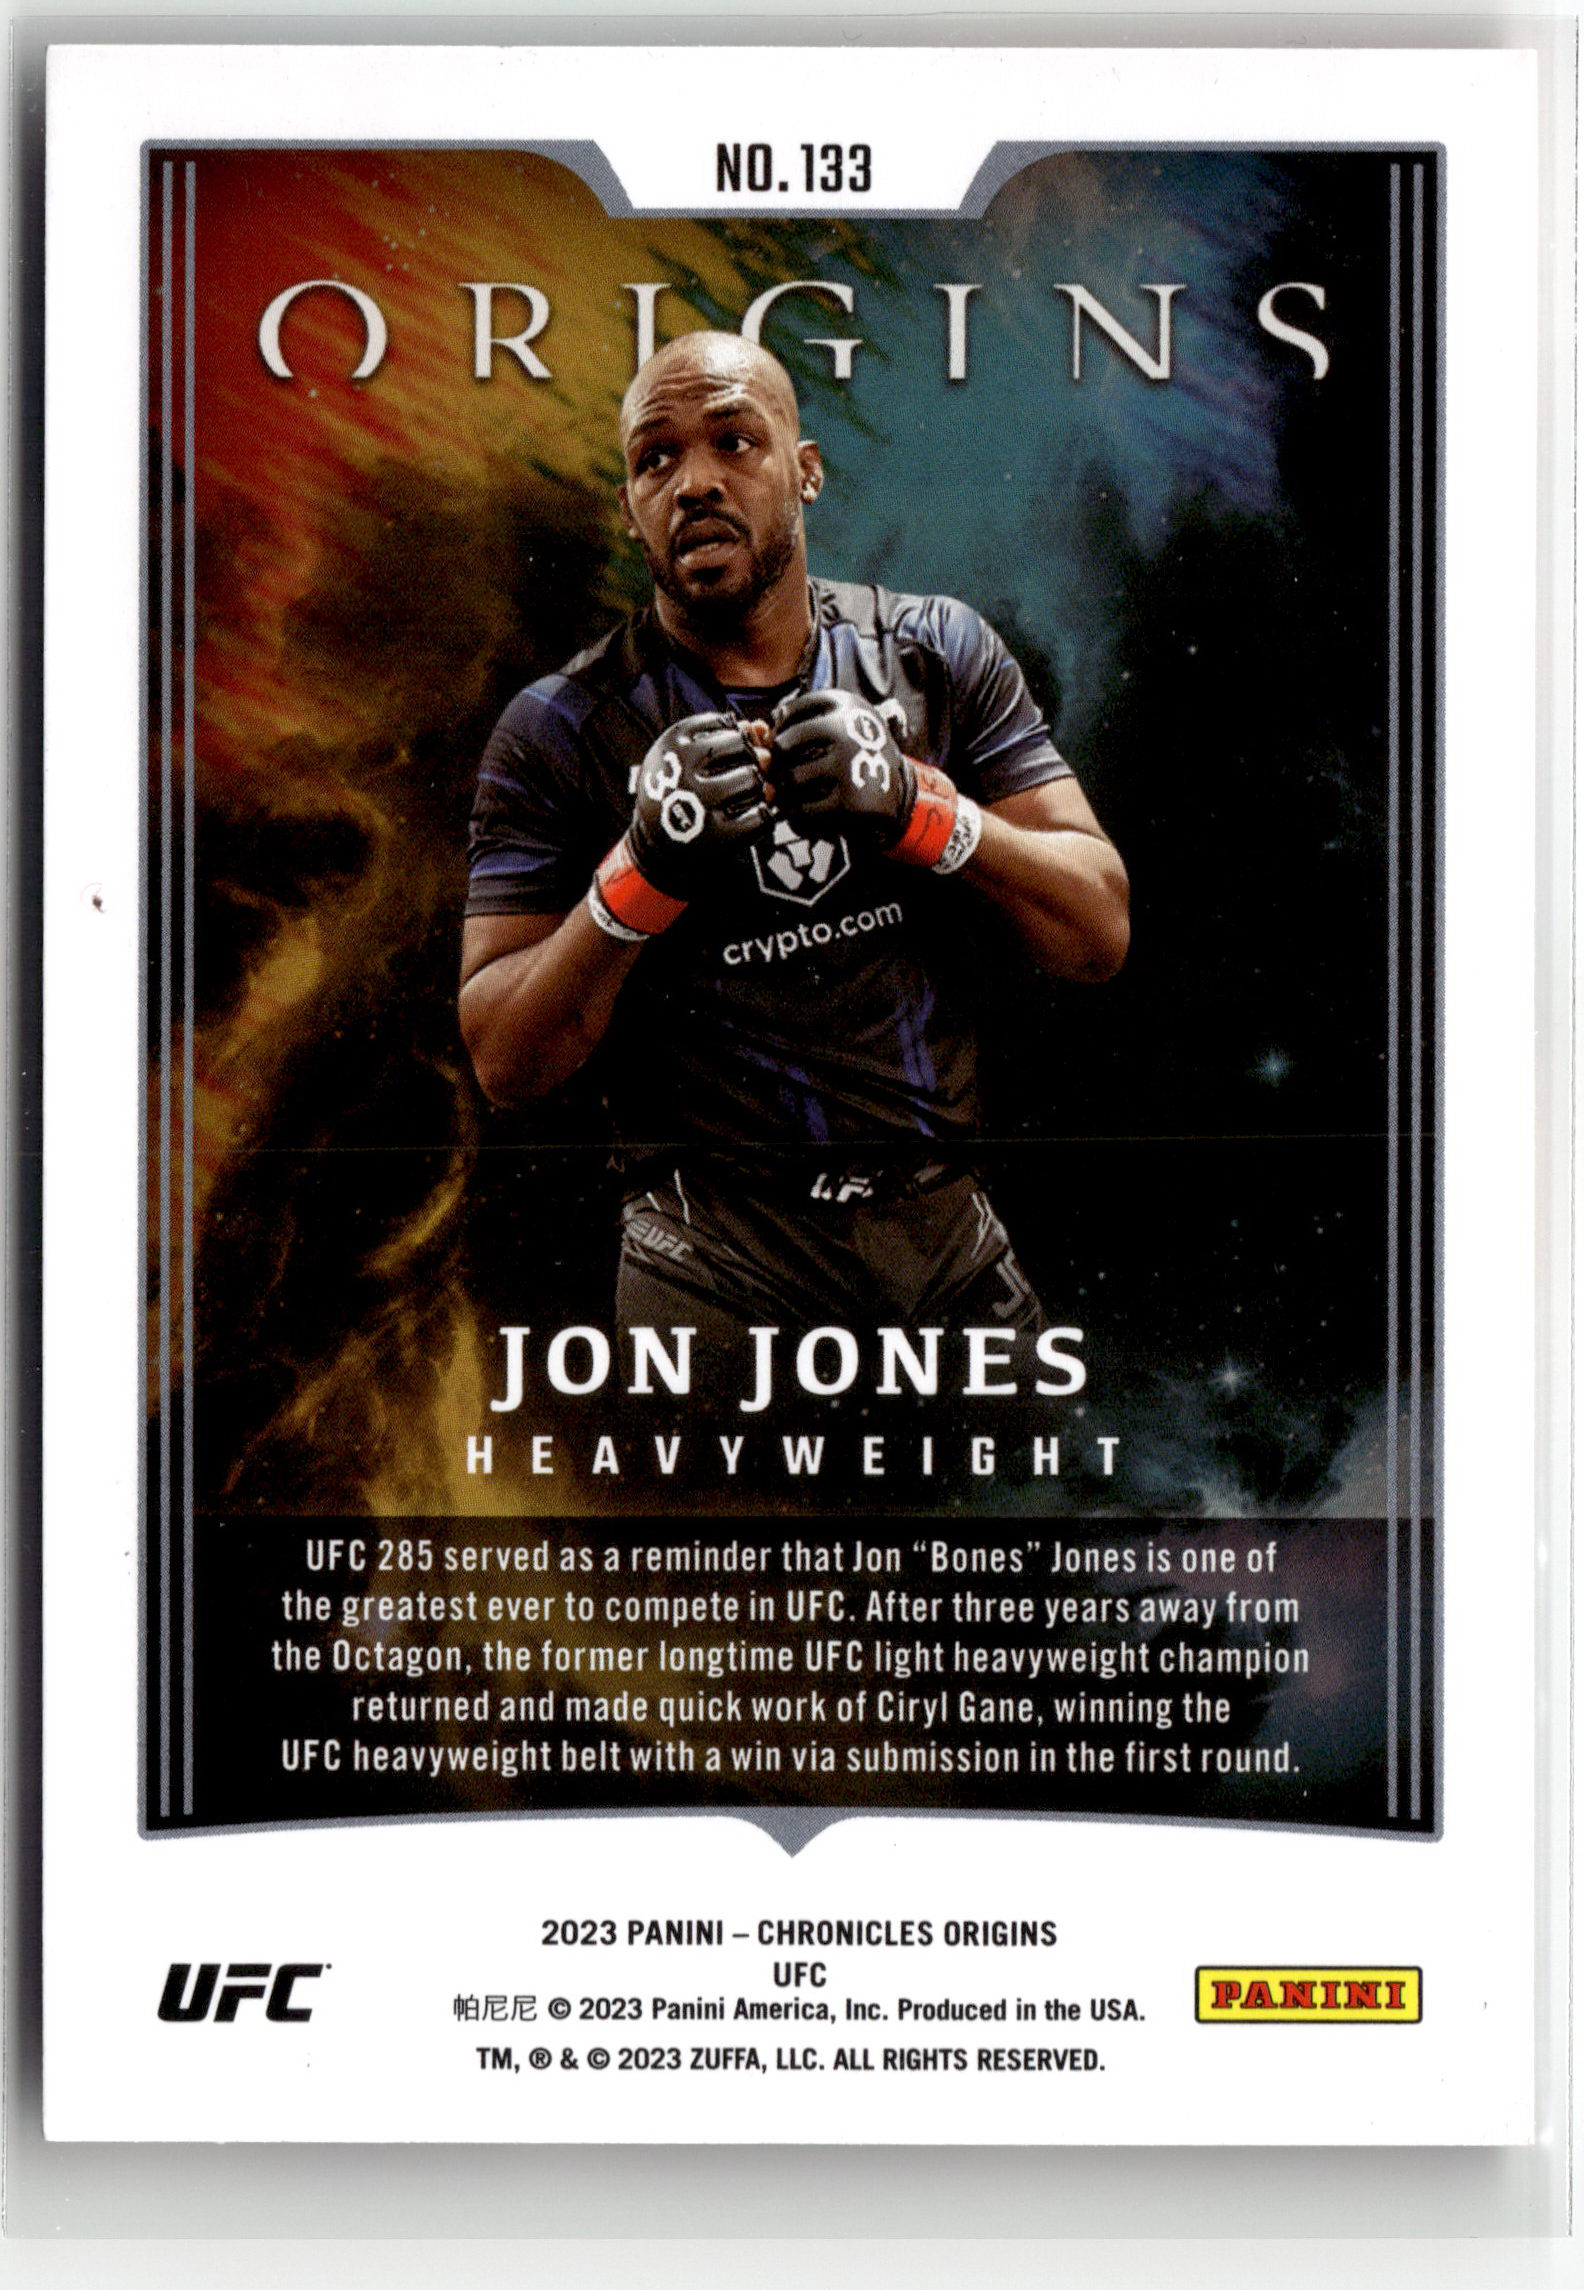 NO. 133
ORIGINS
30
30
crypto.com
UFC
UFC
JON JONES
HEAVYWEIGHT
UFC 285 served as a reminder that Jon “Bones” Jones is one of
the greatest ever to compete in UFC. After three years away from
the Octagon, the former longtime UFC light heavyweight champion
returned and made quick work of Ciryl Gane, winning the
UFC heavyweight belt with a win via submission in the first round.
2023 PANINI – CHRONICLES ORIGINS
UFC
帕尼尼 © 2023 Panini America, Inc. Produced in the USA.
TM, ® & © 2023 ZUFFA, LLC. ALL RIGHTS RESERVED.
UFC
PANINI